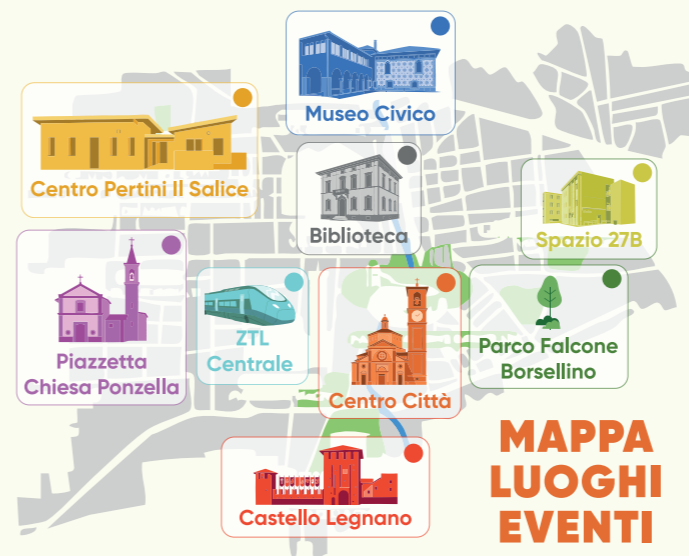 Museo Civico
Centro Pertini Il Salice
Biblioteca
Spazio 27B
Piazzetta
Chiesa Ponzella
ZTL
Centrale
Centro Città
Parco Falcone
Borsellino
Castello Legnano
MAPPA
LUOGHI
EVENTI